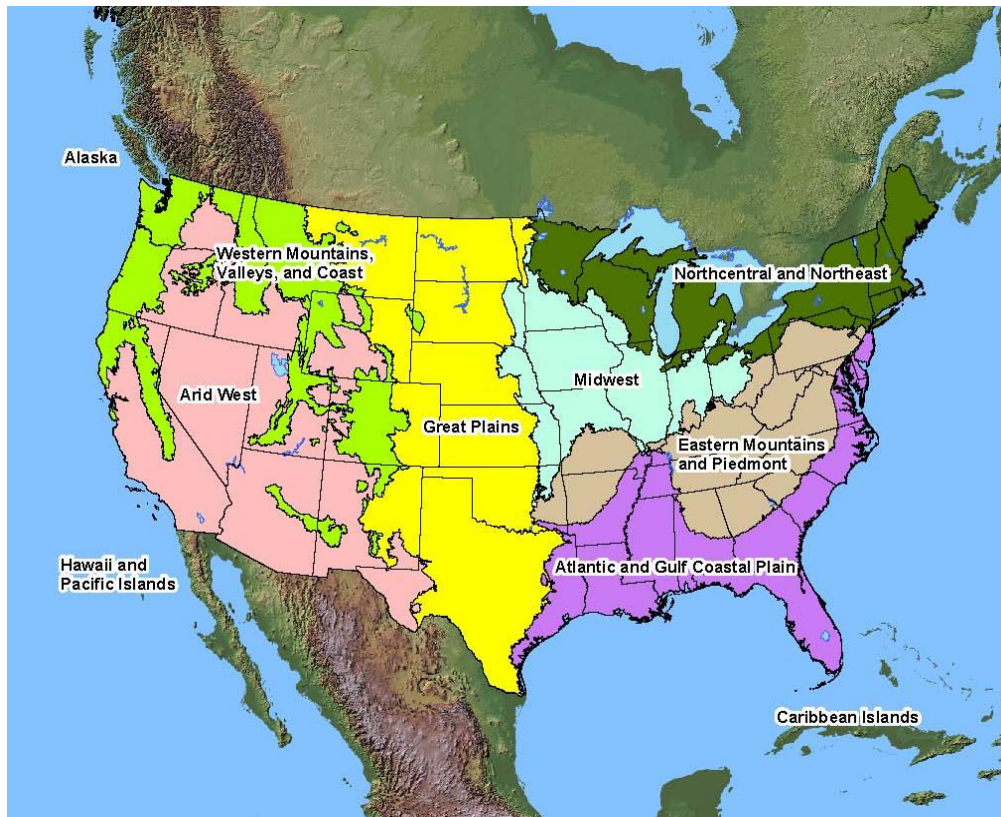 Alaska
Western Mountains,
Valleys, and Coast
Northcentral and Northeast
Arid West
Midwest
Great Plains
Eastern Mountains
and Piedmont
Hawaii and
Pacific Islands
Atlantic and Gulf Coastal Plain
Caribbean Islands